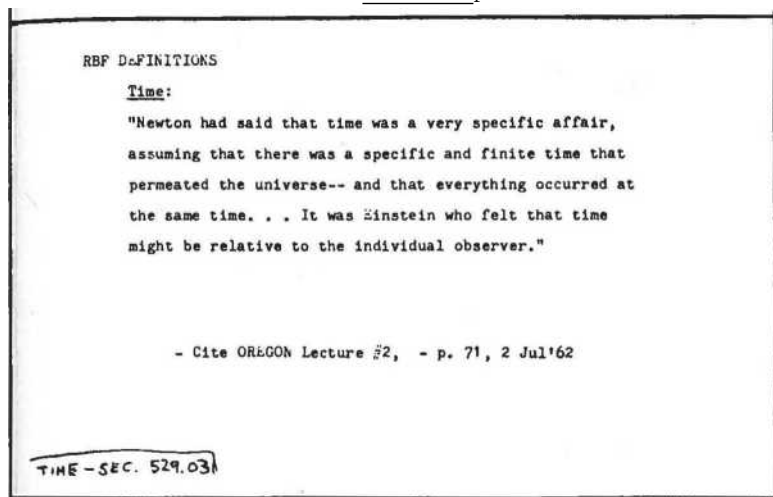 RBF DEFINITIONS
Time:
"Newton had said that time was a very specific affair,
assuming that there was a specific and finite time that
permeated the universe-- and that everything occurred at
the same time. . . It was Einstein who felt that time
might be relative to the individual observer."
- Cite OREGON Lecture #2, - p. 71, 2 Jul'62
TIME - SEC. 529.03